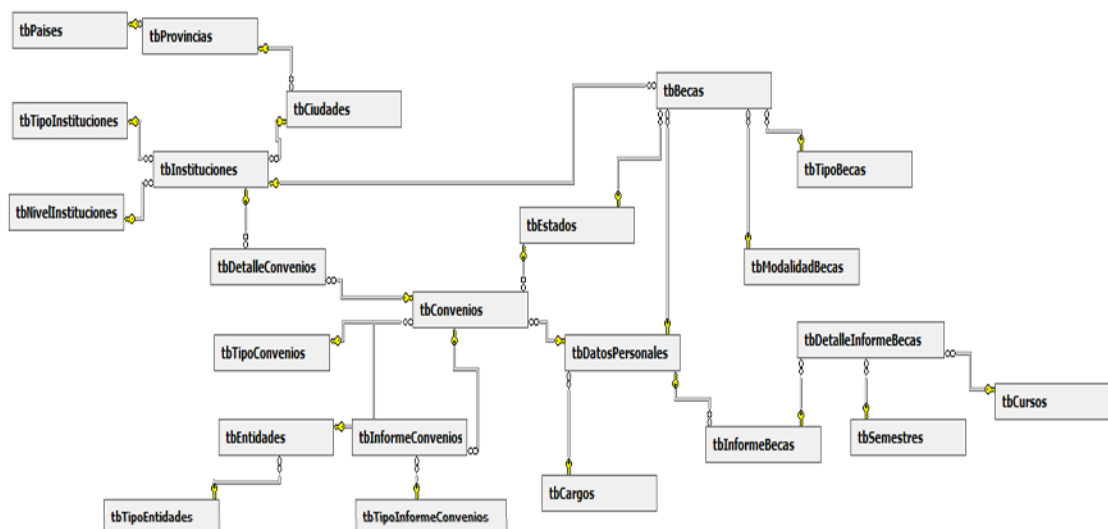 tbPaises
tbProvincias
tbBecas
tbTipoInstituciones
tbCiudades
tbInstituciones
tbTipoBecas
tbNivelInstituciones
tbEstados
tbDetalleConvenios
tbModalidadBecas
tbConvenios
tbTipoConvenios
tbDatosPersonales
tbDetalleInformeBecas
tbCursos
tbEntidades
tbInformeConvenios
tbInformeBecas
tbSemestres
tbCargos
tbTipoEntidades
tbTipoInformeConvenios